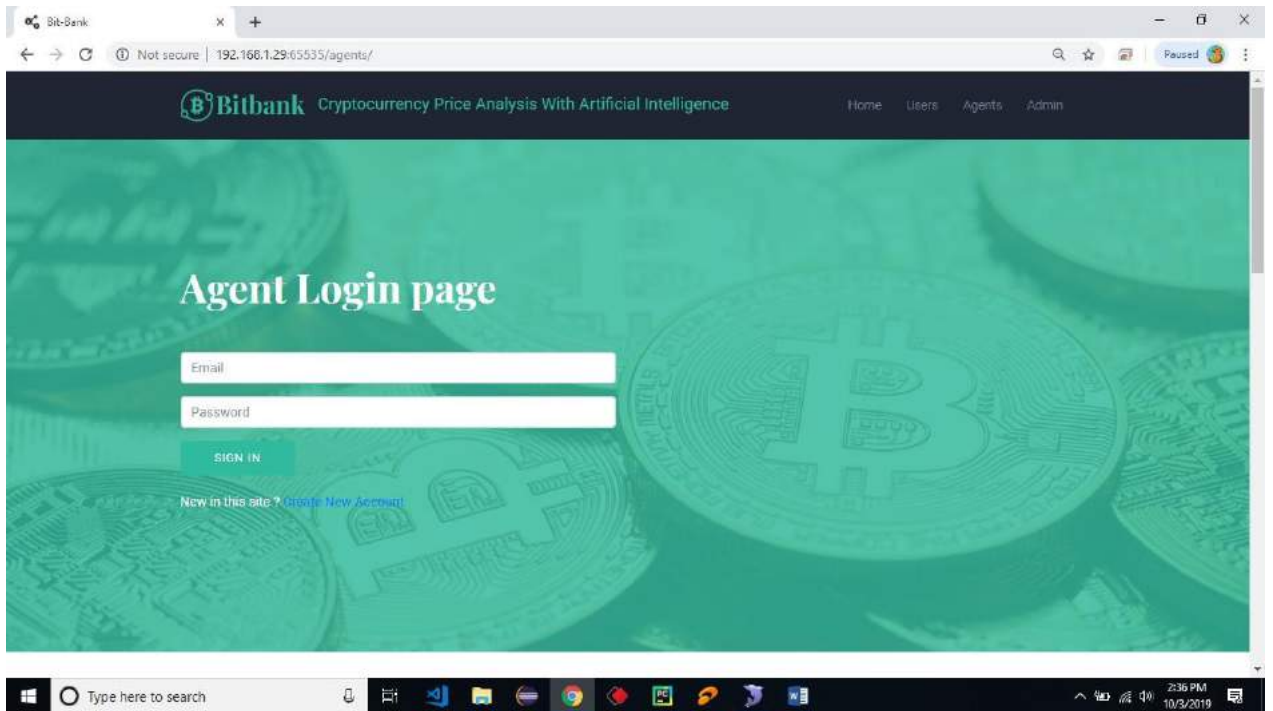 Bit-Bank
Not secure | 192.168.1.29:65535/agents/
Paused
Bitbank Cryptocurrency Price Analysis With Artificial Intelligence
Home Users Agents Admin
Agent Login page
Email
Password
SIGN IN
New in this site ? Create New Account
Type here to search
2:36 PM
10/3/2019